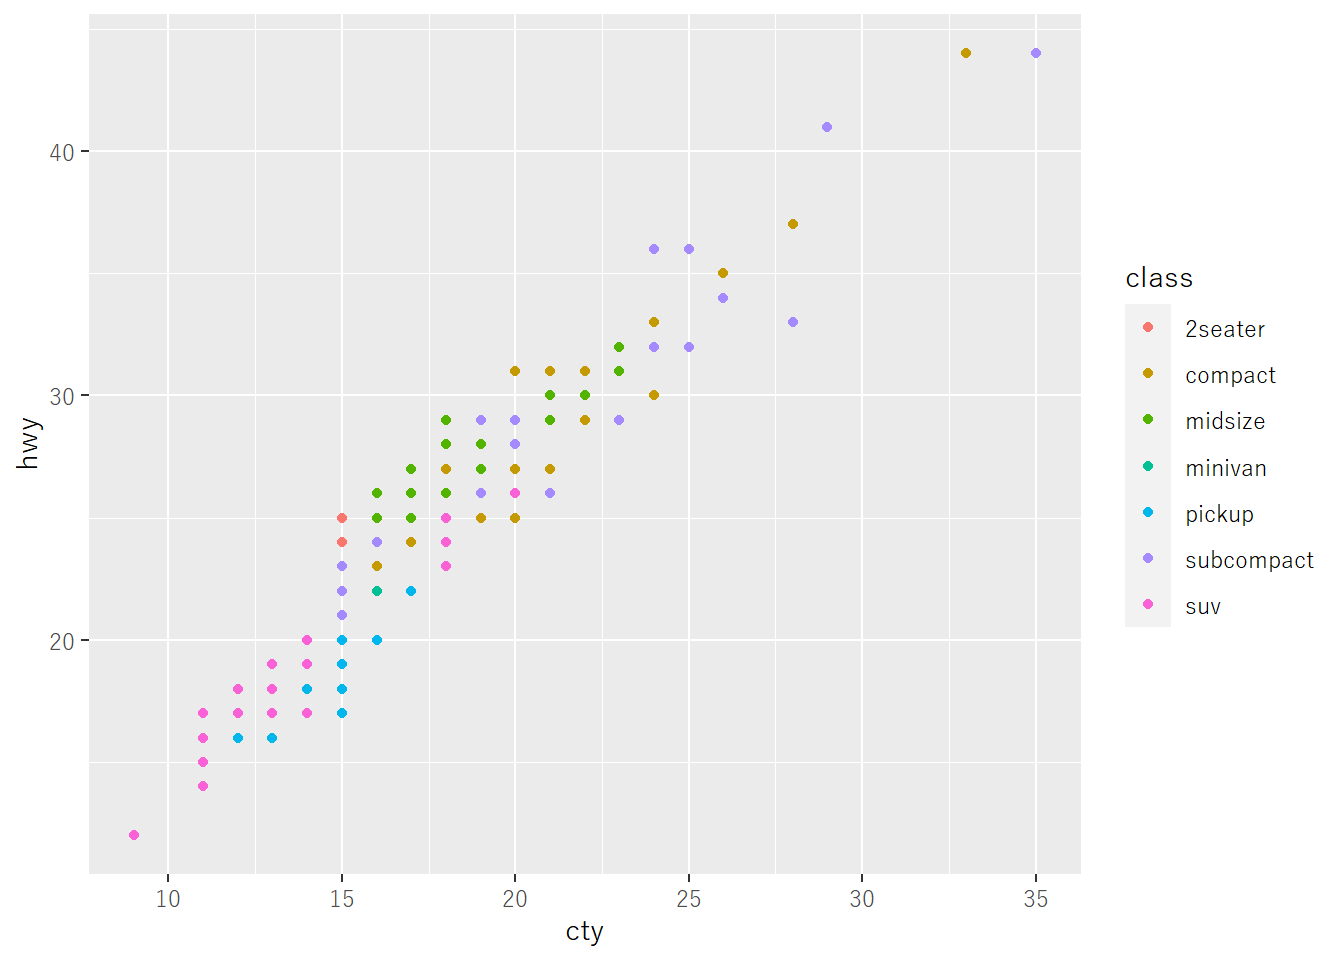 hwy
40
30
20
10 15 20 25 30 35
cty
class
2seater
compact
midsize
minivan
pickup
subcompact
suv